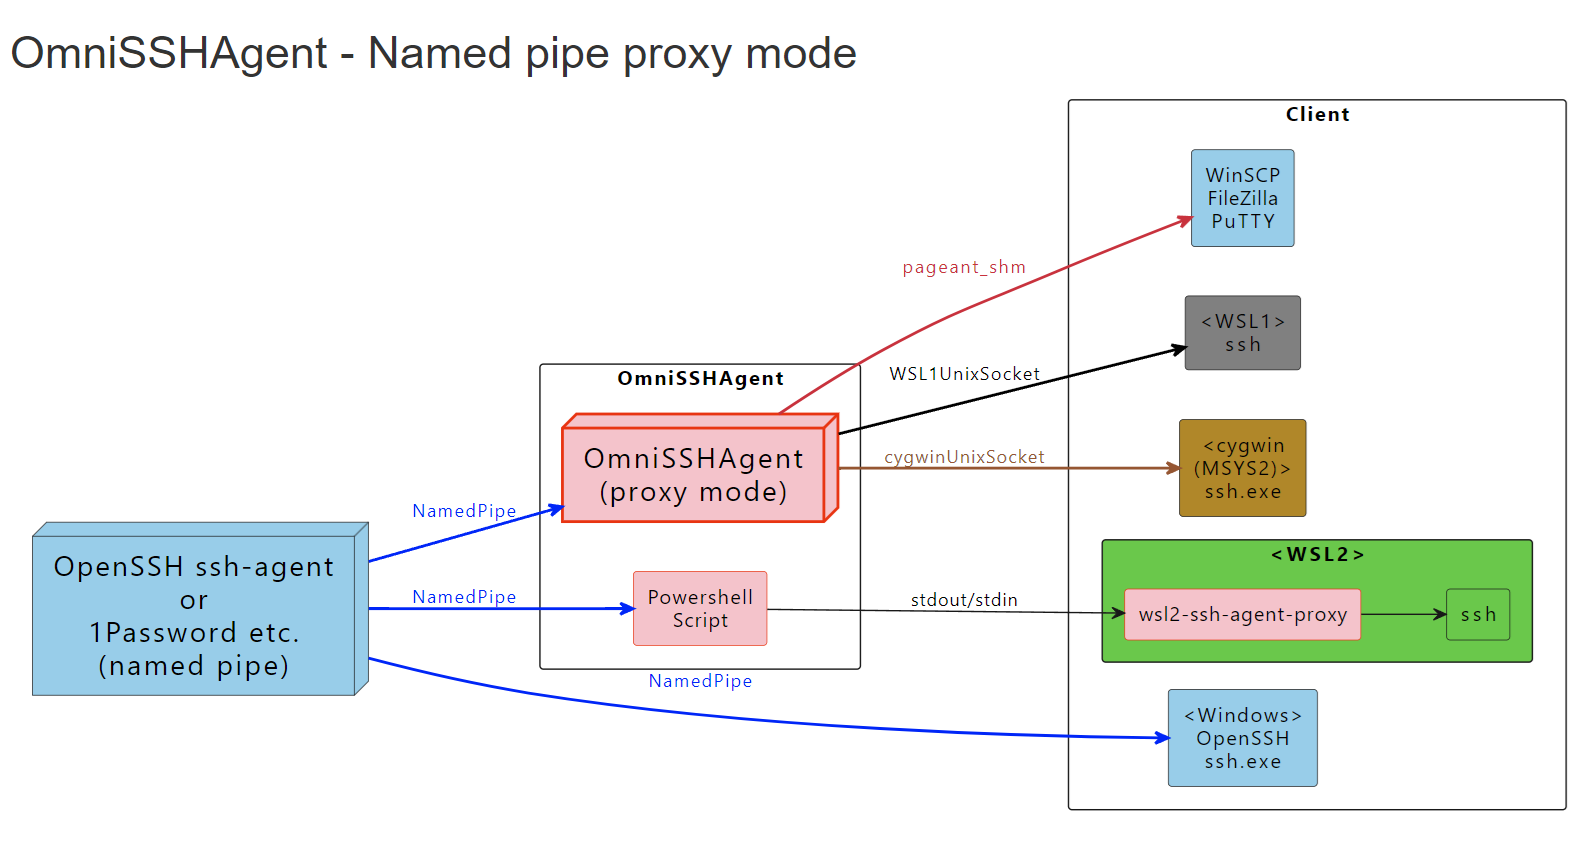 OmniSSHAgent - Named pipe proxy mode
Client
WinSCP
FileZilla
PuTTY
pageant_shm
<WSL1>
ssh
WSL1UnixSocket
OmniSSHAgent
OmniSSHAgent
(proxy mode)
cygwinUnixSocket
<cygwin
(MSYS2)>
ssh.exe
NamedPipe
OpenSSH ssh-agent
or
1Password etc.
(named pipe)
NamedPipe
Powershell
Script
stdout/stdin
<WSL2>
wsl2-ssh-agent-proxy
ssh
NamedPipe
<Windows>
OpenSSH
ssh.exe